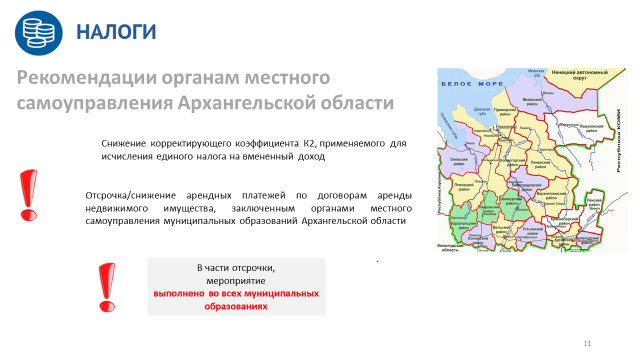 НАЛОГИ
Рекомендации органам местного
самоуправления Архангельской области
Снижение корректирующего коэффициента К2, применяемого для
исчисления единого налога на вмененный доход
Отсрочка/снижение арендных платежей по договорам аренды
недвижимого имущества, заключенным органами местного
самоуправления муниципальных образований Архангельской области
В части отсрочки,
мероприятие
выполнено во всех муниципальных
образованиях
БЕЛОЕ МОРЕ
Ненецкий автономный
округ
Республика КОМИ
11